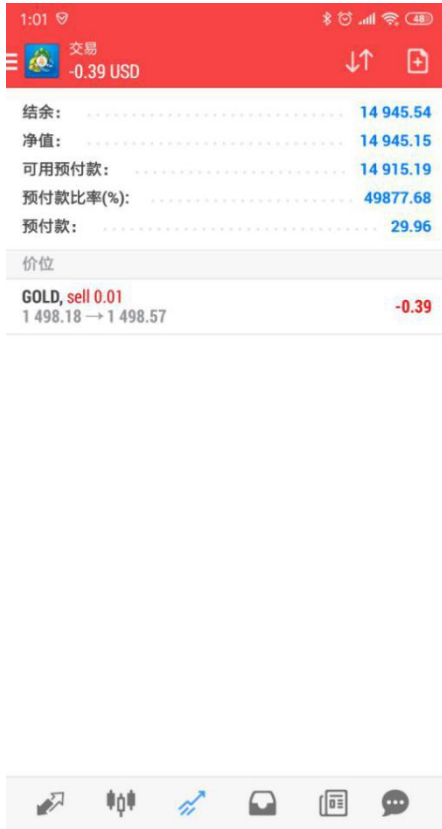 1:01 48
交易
-0.39 USD
结余: 14 945.54
净值: 14 945.15
可用预付款: 14 915.19
预付款比率(%): 49877.68
预付款: 29.96
价位
GOLD, sell 0.01 -0.39
1 498.18 → 1 498.57